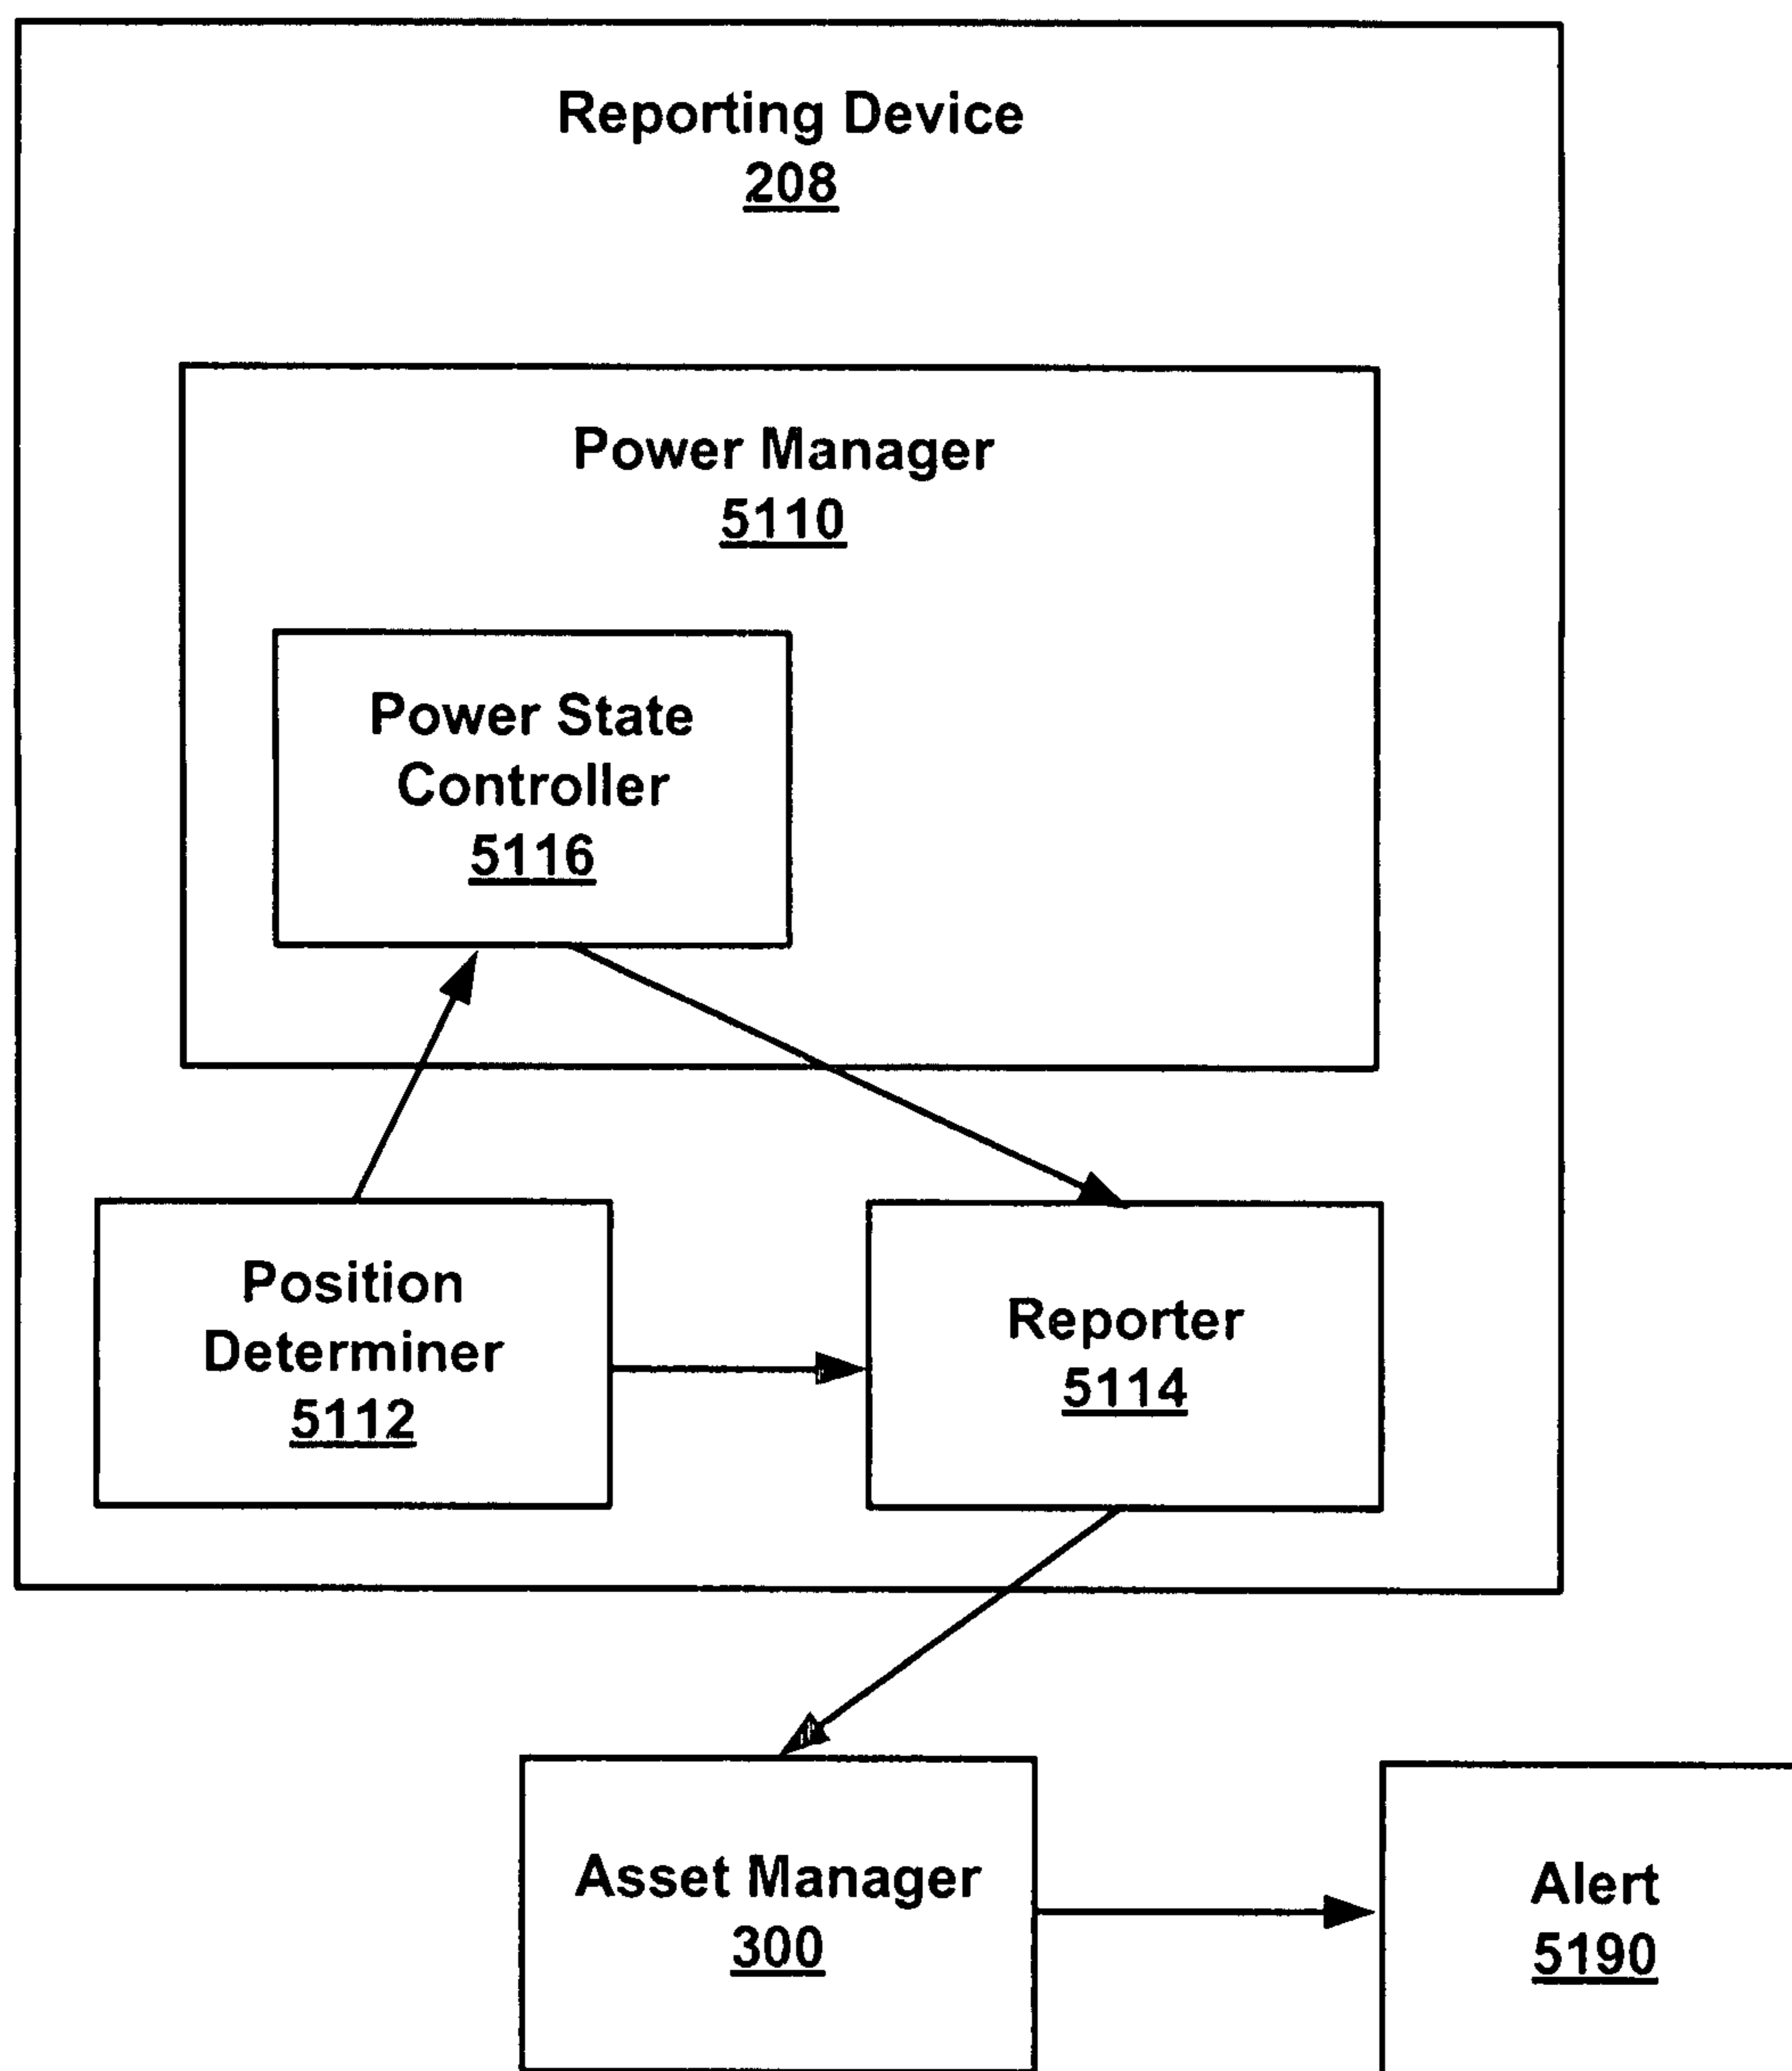 Reporting Device
208
Power Manager
5110
Power State
Controller
5116
Position
Determiner
5112
Reporter
5114
Asset Manager
300
Alert
5190